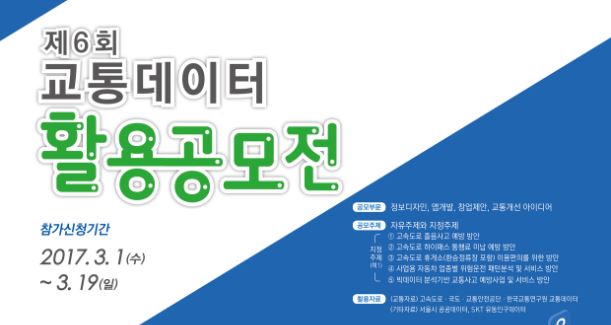 제6회
교통데이터
활용공모전
참가신청기간
2017. 3. 1 (수)
~ 3. 19(일)
공모부문 정보디자인, 앱개발, 창업제안, 교통개선 아이디어
공모주제 자유주제와 지정주제
지정
주제
(택1)
① 고속도로 졸음사고 예방 방안
② 고속도로 하이패스 통행료 미납 예방 방안
③ 고속도로 휴게소(환승정류장 포함) 이용편의를 위한 방안
④ 사업용 자동차 업종별 위험운전 패턴분석 및 서비스 방안
⑤ 빅데이터 분석기반 교통사고 예방사업 및 서비스 방안
활용자료 (교통자료) 고속도로 · 국도 · 교통안전공단 · 한국교통연구원 교통데이터
(기타자료) 서울시 공공데이터, SKT 유동인구데이터